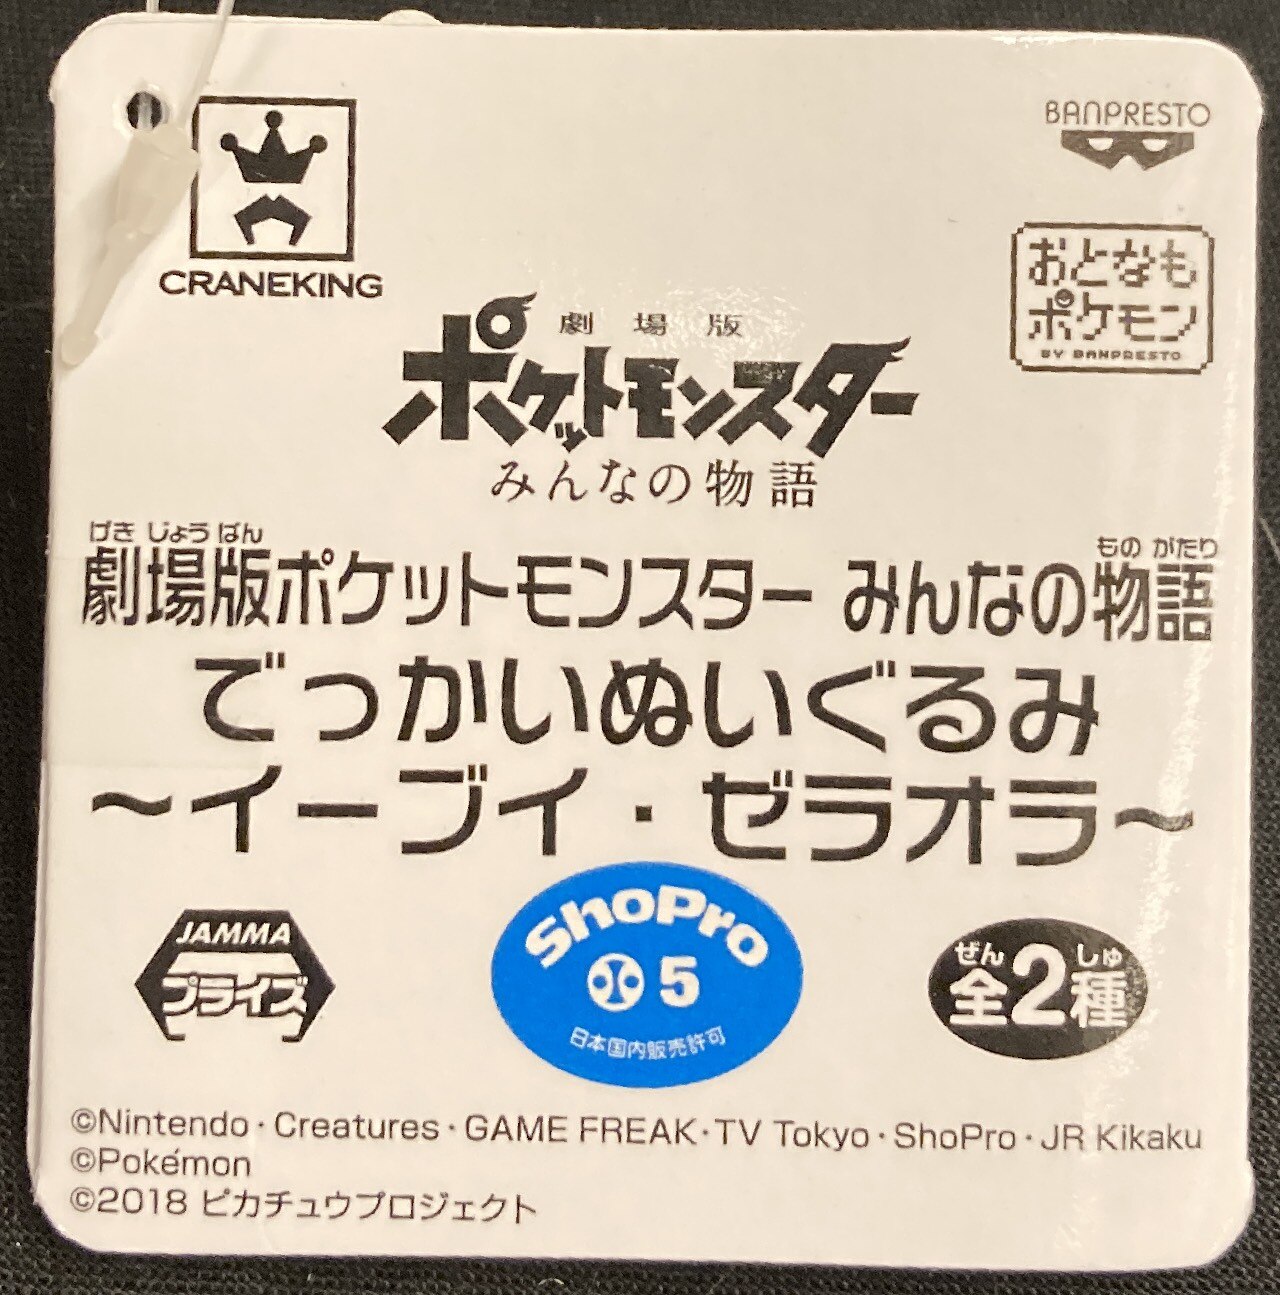 CRANEKING
BANPRESTO
おとなも
ポケモン
BY BANPRESTO
劇場版
ポケットモンスター
みんなの物語
げき じょう ばん
もの がたり
劇場版ポケットモンスター みんなの物語
でっかいぬいぐるみ
～イーブイ・ゼラオラ～
JAMMA
プライズ
ShoPro
5
日本国内販売許可
ぜん しゅ
全2種
©Nintendo・Creatures・GAME FREAK・TV Tokyo・ShoPro・JR Kikaku
©Pokémon
©2018 ピカチュウプロジェクト